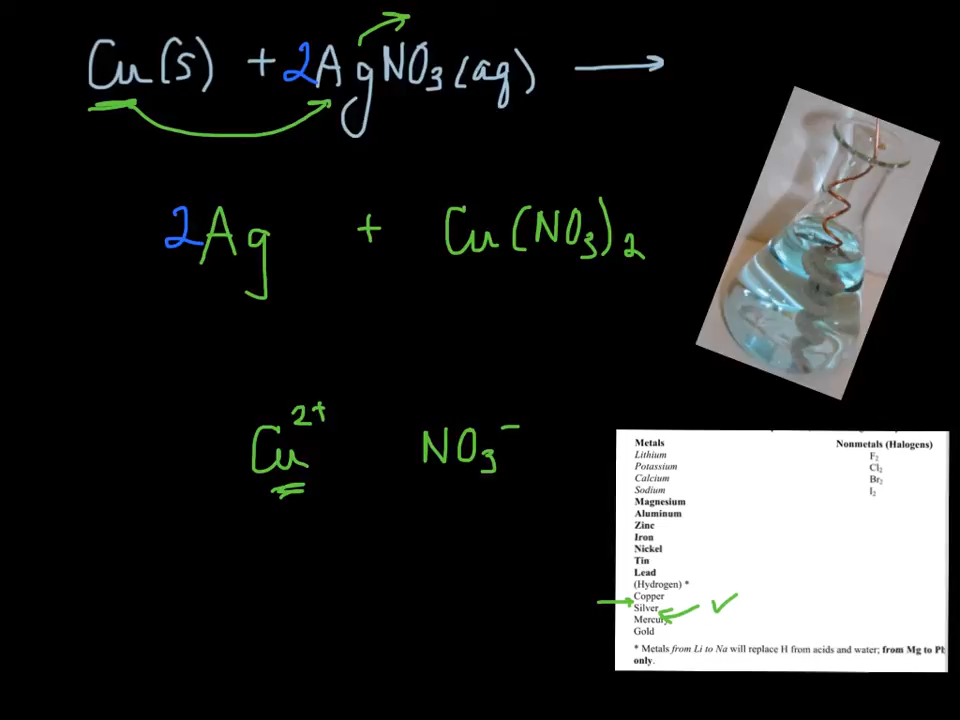 Cu(s) + 2AgNO₃(aq) ⟶
2Ag + Cu(NO₃)₂
Cu²⁺ NO₃⁻
Metals Nonmetals (Halogens)
Lithium F₂
Potassium Cl₂
Calcium Br₂
Sodium I₂
Magnesium
Aluminum
Zinc
Iron
Nickel
Tin
Lead
(Hydrogen) *
Copper
Silver
Mercury
Gold
* Metals from Li to Na will replace H from acids and water; from Mg to Pb
only.